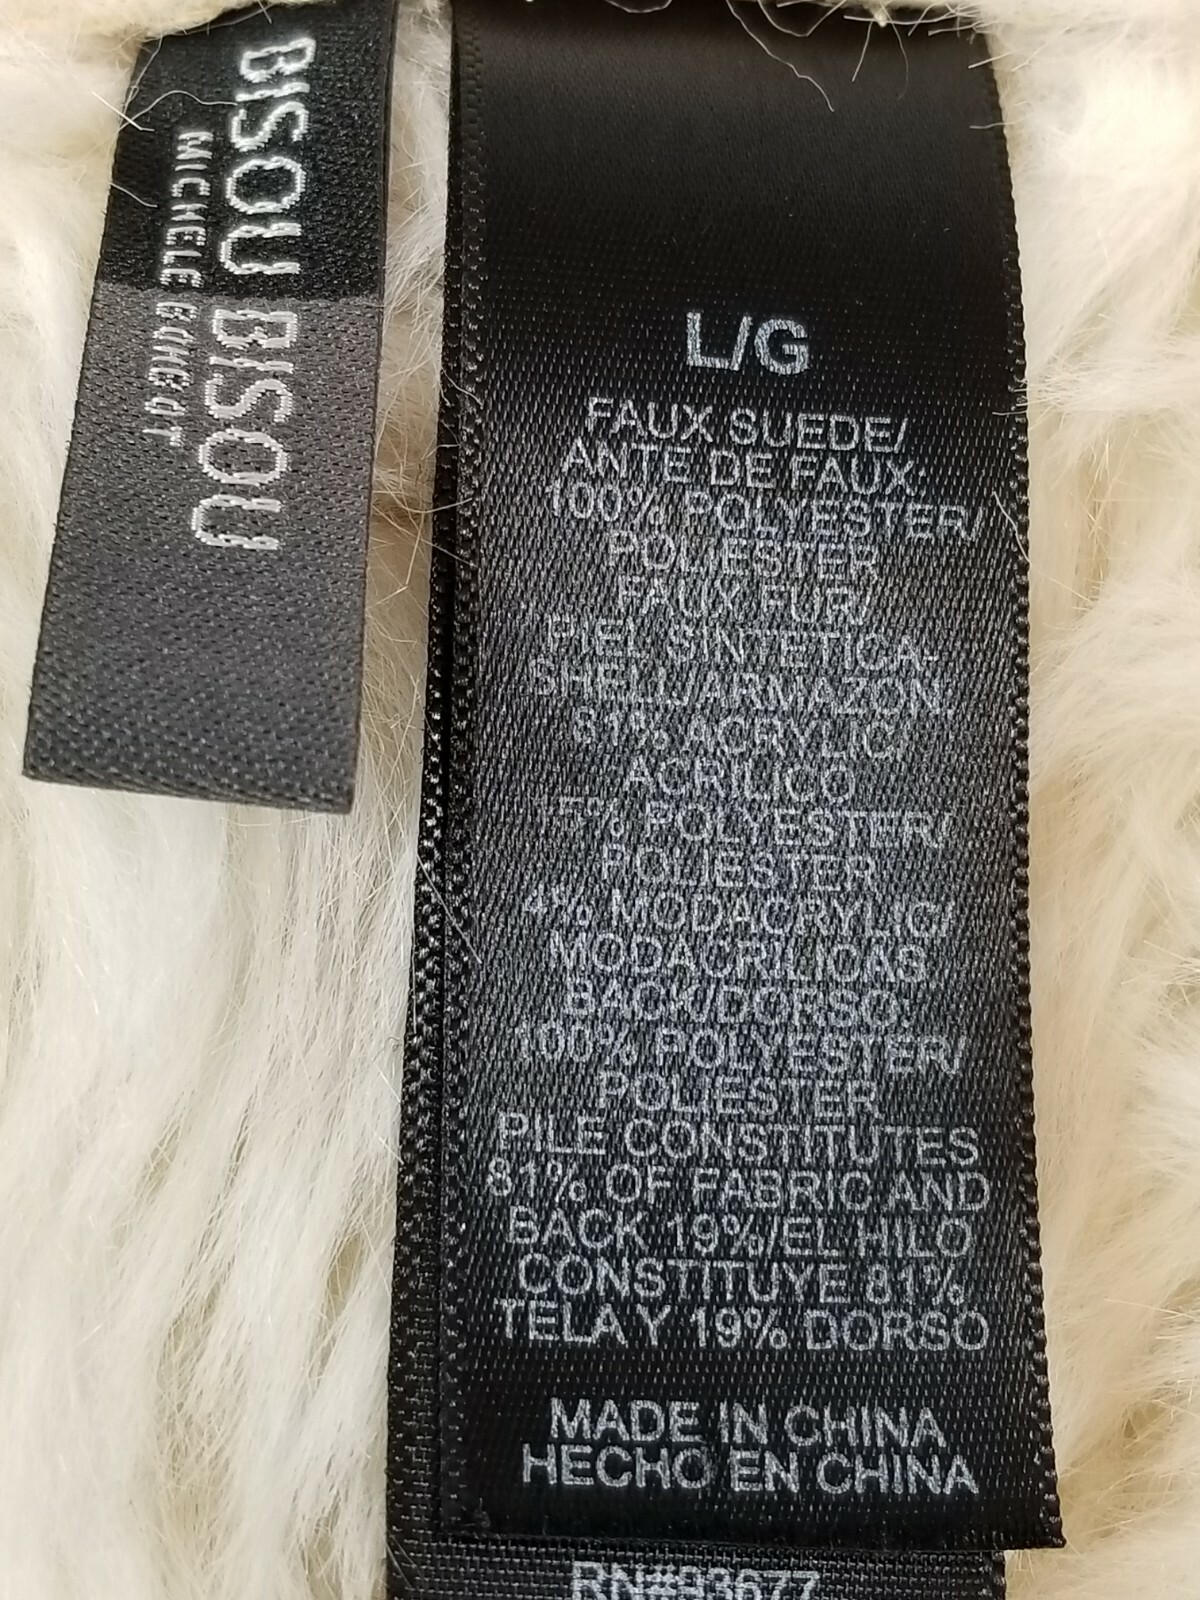 BISOU BISOU
MICHELE BOHBOT
L/G
FAUX SUEDE/
ANTE DE FAUX:
100% POLYESTER/
POLIESTER
FAUX FUR/
PIEL SINTETICA-
SHELL/ARMAZON:
81% ACRYLIC/
ACRILICO
15% POLYESTER/
POLIESTER
4% MODACRYLIC/
MODACRILICAS
BACK/DORSO:
100% POLYESTER/
POLIESTER
PILE CONSTITUTES
81% OF FABRIC AND
BACK 19%/EL HILO
CONSTITUYE 81%
TELA Y 19% DORSO
MADE IN CHINA
HECHO EN CHINA
RN#93677